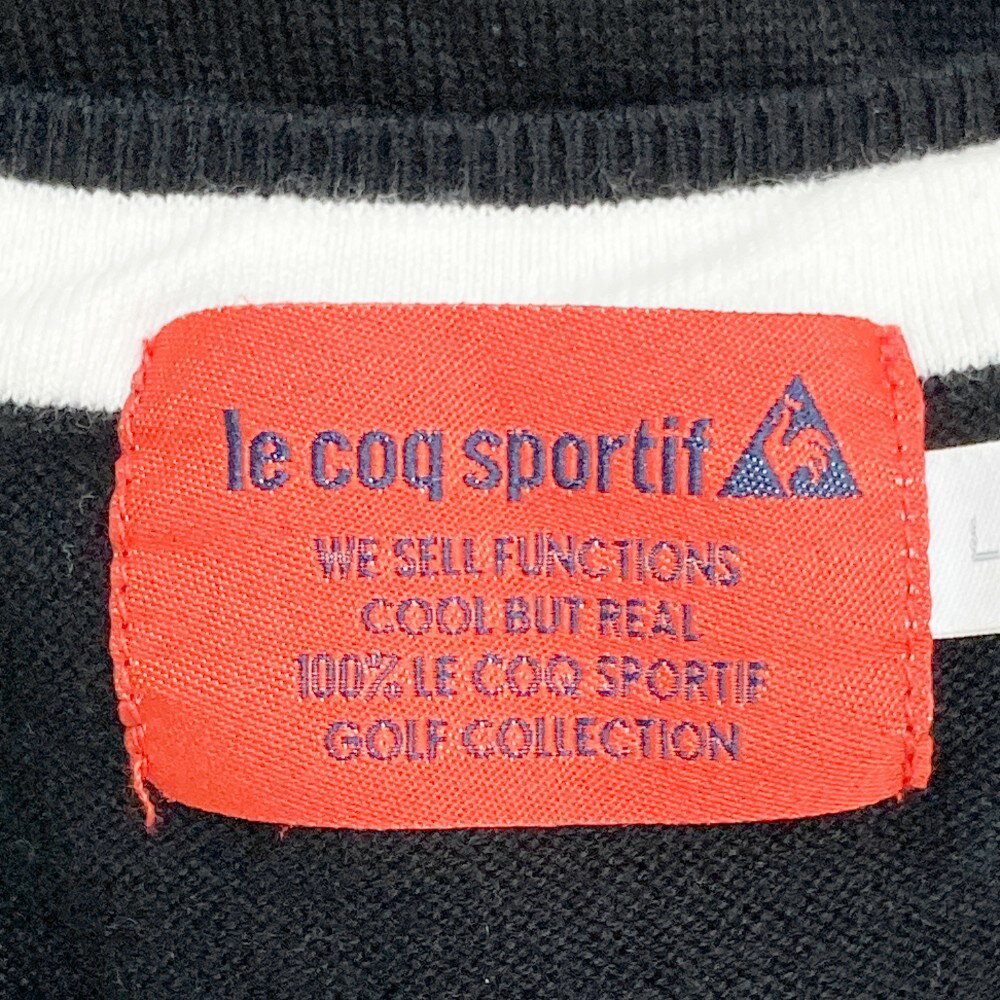 le coq sportif
WE SELL FUNCTIONS
COOL BUT REAL
100% LE COQ SPORTIF
GOLF COLLECTION
L